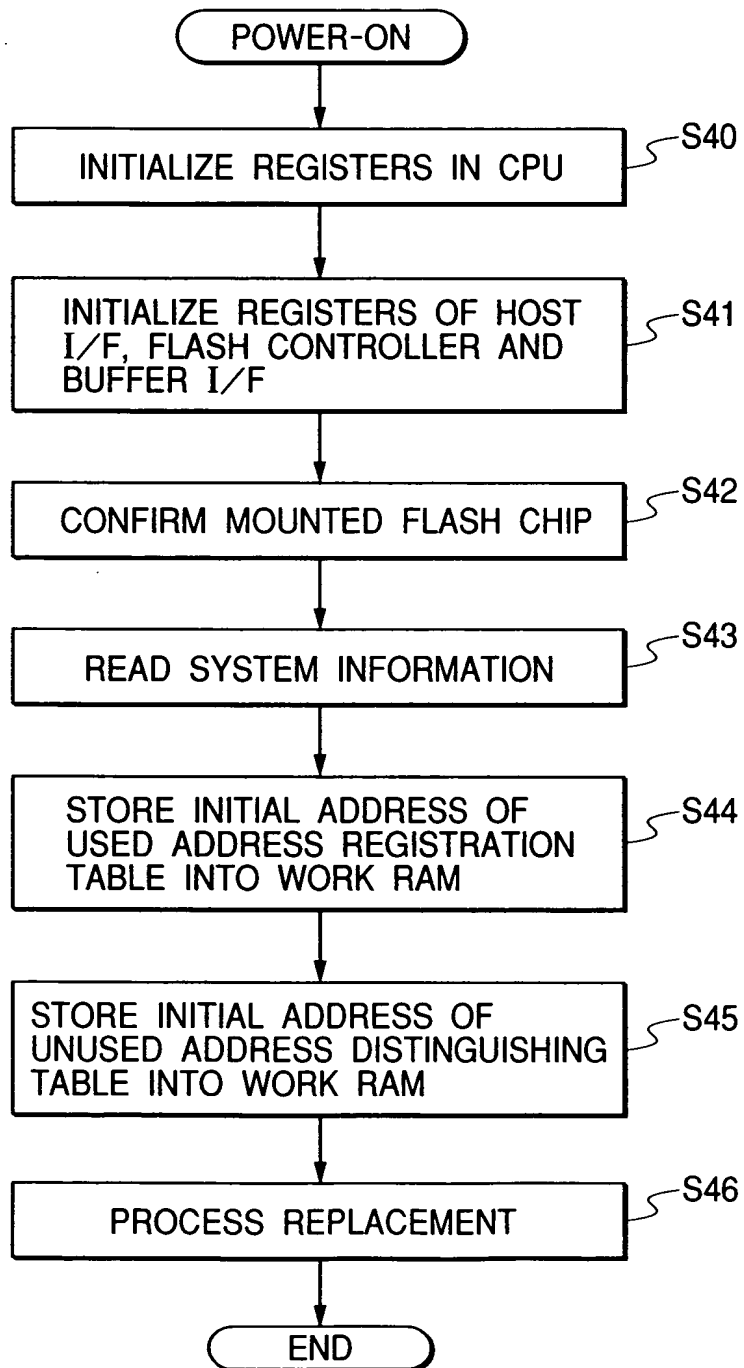 POWER-ON
INITIALIZE REGISTERS IN CPU
S40
INITIALIZE REGISTERS OF HOST
I/F, FLASH CONTROLLER AND
BUFFER I/F
S41
CONFIRM MOUNTED FLASH CHIP
S42
READ SYSTEM INFORMATION
S43
STORE INITIAL ADDRESS OF
USED ADDRESS REGISTRATION
TABLE INTO WORK RAM
S44
STORE INITIAL ADDRESS OF
UNUSED ADDRESS DISTINGUISHING
TABLE INTO WORK RAM
S45
PROCESS REPLACEMENT
S46
END